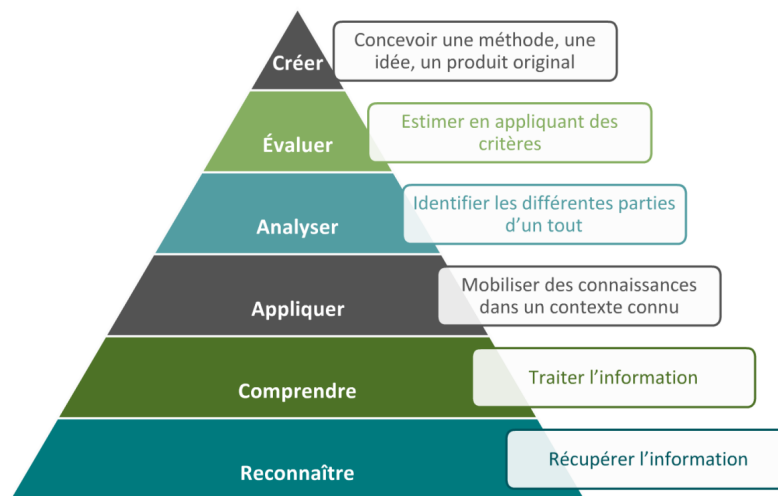 Créer
Concevoir une méthode, une
idée, un produit original
Évaluer
Estimer en appliquant des
critères
Analyser
Identifier les différentes parties
d’un tout
Appliquer
Mobiliser des connaissances
dans un contexte connu
Comprendre
Traiter l’information
Reconnaître
Récupérer l’information